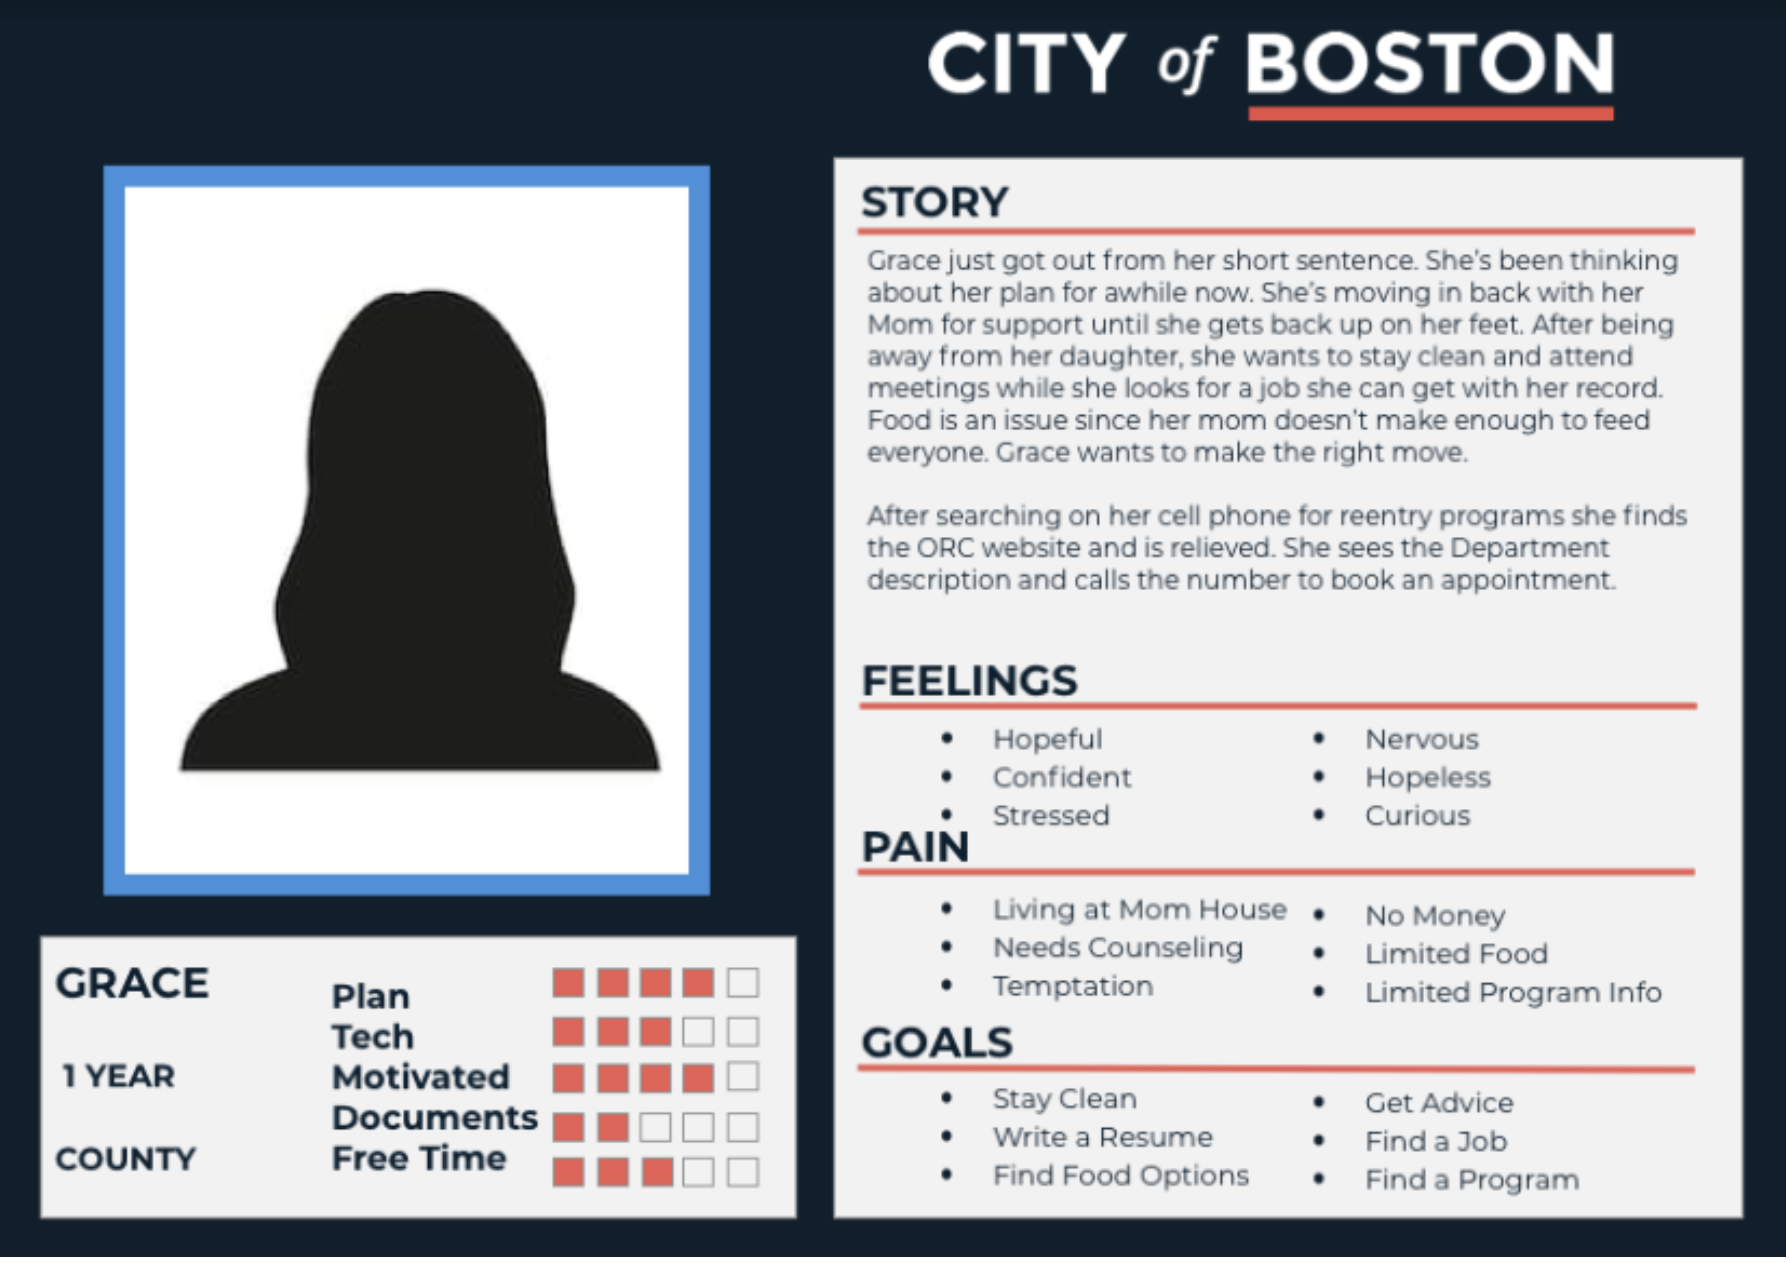 CITY of BOSTON
STORY
Grace just got out from her short sentence. She's been thinking
about her plan for awhile now. She's moving in back with her
Mom for support until she gets back up on her feet. After being
away from her daughter, she wants to stay clean and attend
meetings while she looks for a job she can get with her record.
Food is an issue since her mom doesn't make enough to feed
everyone. Grace wants to make the right move.
After searching on her cell phone for reentry programs she finds
the ORC website and is relieved. She sees the Department
description and calls the number to book an appointment.
FEELINGS
• Hopeful
• Confident
• Stressed
• Nervous
• Hopeless
• Curious
PAIN
• Living at Mom House
• Needs Counseling
• Temptation
• No Money
• Limited Food
• Limited Program Info
GOALS
• Stay Clean
• Write a Resume
• Find Food Options
• Get Advice
• Find a Job
• Find a Program
GRACE
1 YEAR
COUNTY
Plan
Tech
Motivated
Documents
Free Time